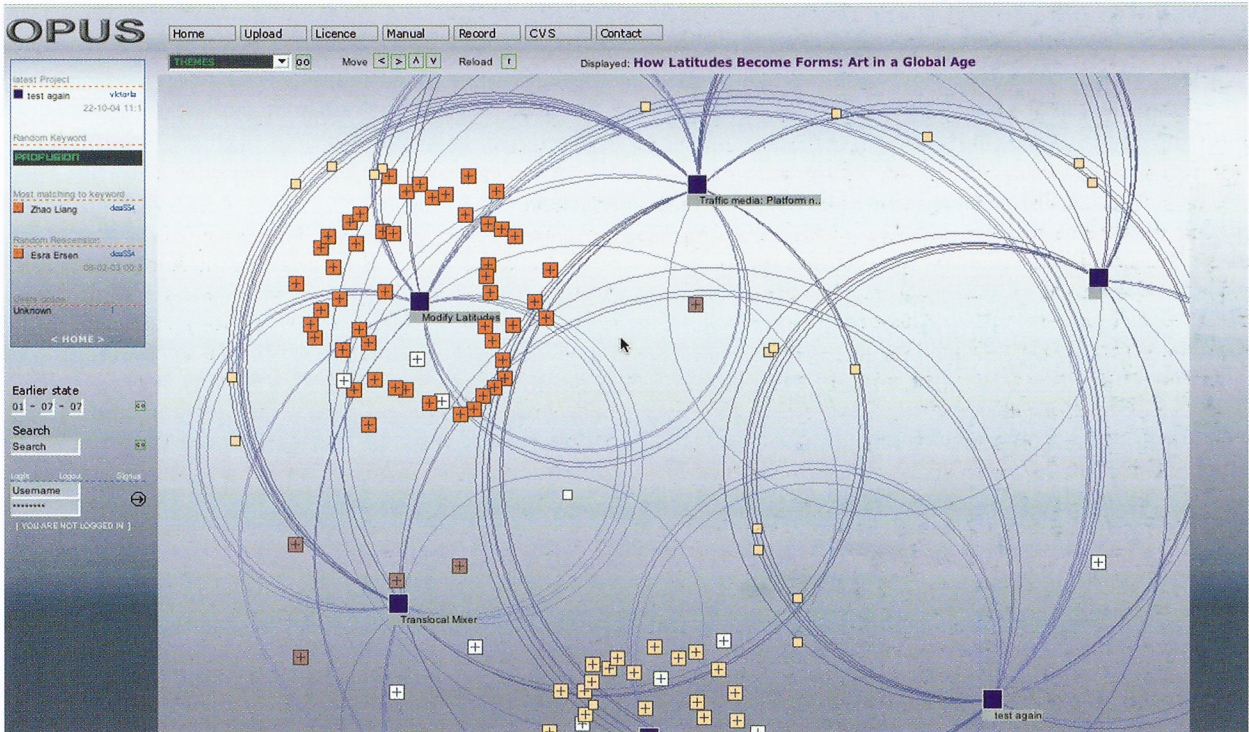 OPUS
Home
Upload
Licence
Manual
Record
CVS
Contact
THEMES
GO
Move < > Λ V
Reload r
Displayed: How Latitudes Become Forms: Art in a Global Age
latest Project
test again victoria
22-10-04 11:1
Random Keyword
PROFUSION
Most matching to keyword
Zhao Liang
Random Rescension
Esra Ersen
Unknown 1
< HOME >
Earlier state
01 - 07 - 07
Search
Search
Login Logout Signup
Username
********
[ YOU ARE NOT LOGGED IN ]
Traffic media: Platform n..
Modify Latitudes
Translocal Mixer
test again